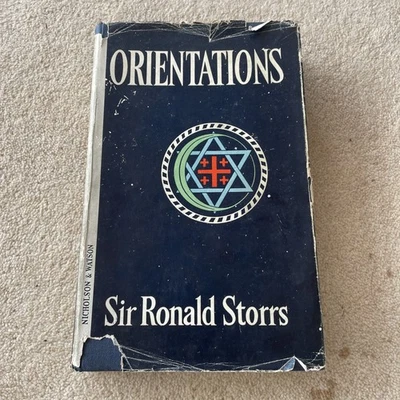 ORIENTATIONS
Sir Ronald Storrs
NICHOLSON & WATSON